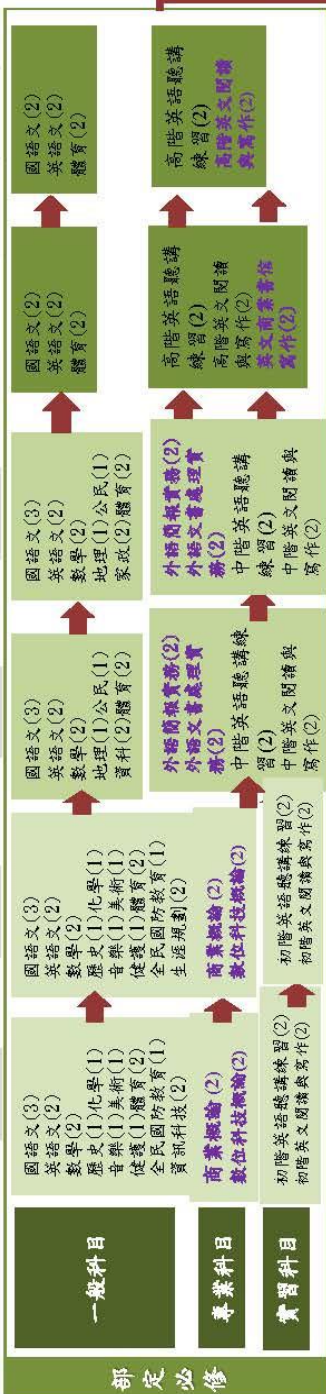 部定必修
一般科目
國語文(3)
英語文(2)
數學(2)
歷史(1)化學(1)
音樂(1)美術(1)
健護(1)體育(2)
全民國防教育(1)
資訊科技(2)
國語文(3)
英語文(2)
數學(2)
歷史(1)化學(1)
音樂(1)美術(1)
健護(1)體育(2)
全民國防教育(1)
生涯規劃(2)
國語文(3)
英語文(2)
數學(2)
地理(1)公民(1)
資科(2)體育(2)
國語文(3)
英語文(2)
數學(2)
地理(1)公民(1)
家政(2)體育(2)
國語文(2)
英語文(2)
體育(2)
國語文(2)
英語文(2)
體育(2)
專業科目
商業概論(2)
數位科技概論(2)
商業概論(2)
數位科技概論(2)
實習科目
初階英語聽講練習(2)
初階英文閱讀與寫作(2)
初階英語聽講練習(2)
初階英文閱讀與寫作(2)
外語簡報實務(2)
外語文書處理實
務(2)
中階英語聽講練
習(2)
中階英文閱讀與
寫作(2)
外語簡報實務(2)
外語文書處理實
務(2)
中階英語聽講
練習(2)
中階英文閱讀與
寫作(2)
高階英語聽講
練習(2)
高階英文閱讀
與寫作(2)
英文商業書信
寫作(2)
高階英語聽講
練習(2)
高階英文閱讀
與寫作(2)